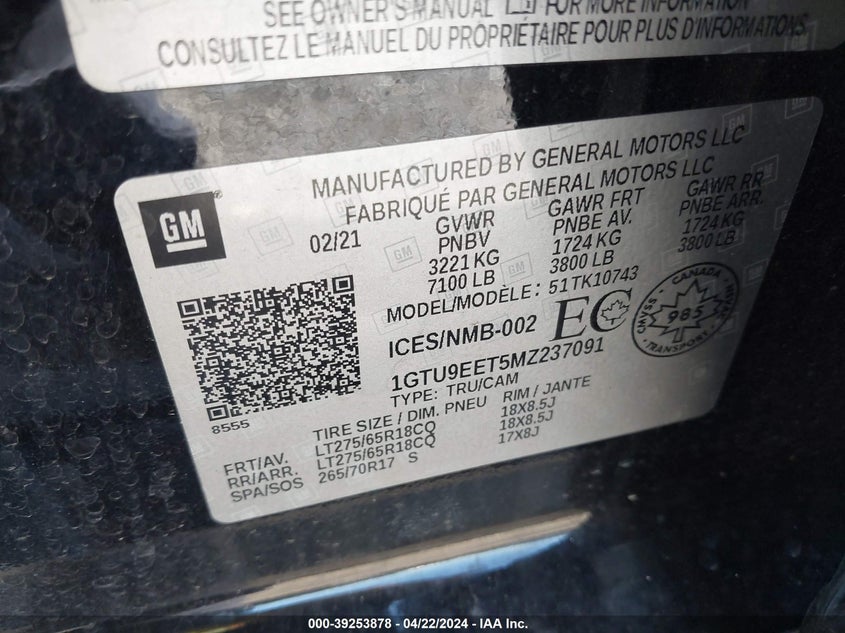 SEE OWNER'S MANUAL FOR MORE INFORMATION
CONSULTEZ LE MANUEL DU PROPRIÉTAIRE POUR PLUS D'INFORMATIONS.
MANUFACTURED BY GENERAL MOTORS LLC
FABRIQUÉ PAR GENERAL MOTORS LLC
GM
02/21
GVWR GAWR FRT GAWR RR
PNBV PNBE AV. PNBE ARR.
3221 KG 1724 KG 1724 KG
7100 LB 3800 LB 3800 LB
MODEL/MODÈLE: 51TK10743
ICES/NMB-002 EC
CANADA 985
1GTU9EET5MZ237091
TYPE: TRU/CAM
8555
TIRE SIZE / DIM. PNEU RIM / JANTE
FRT/AV. LT275/65R18CQ 18X8.5J
RR/ARR. LT275/65R18CQ 18X8.5J
SPA/SOS 265/70R17 S 17X8J
000-39253878 - 04/22/2024 - IAA Inc.